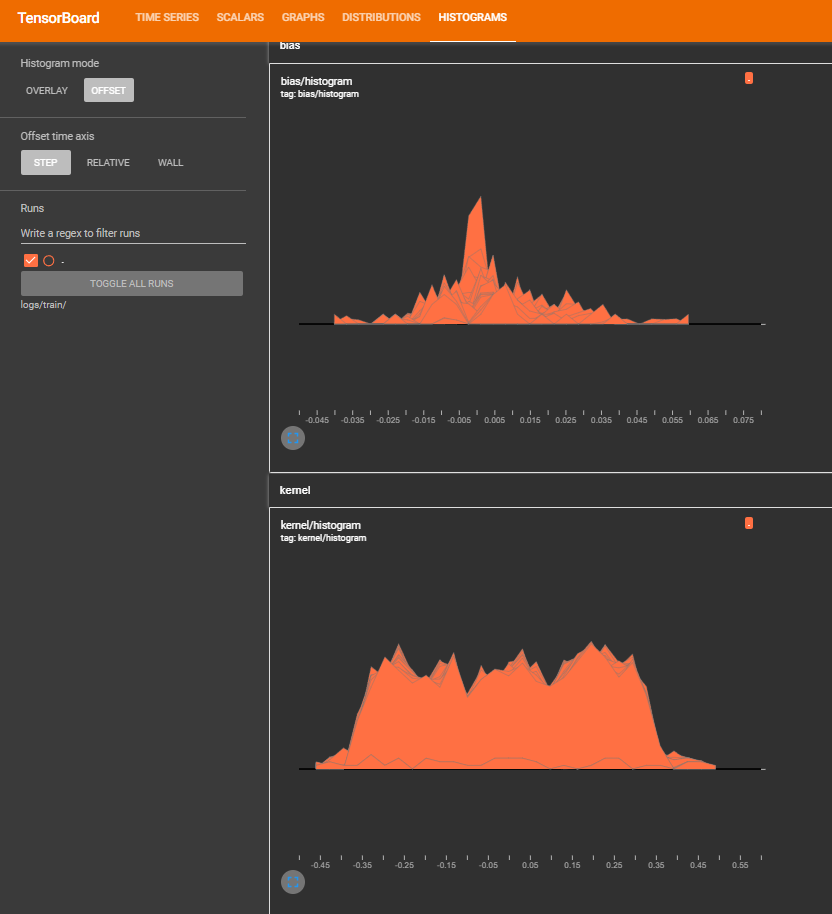 TensorBoard
TIME SERIES SCALARS GRAPHS DISTRIBUTIONS HISTOGRAMS
Histogram mode
OVERLAY OFFSET
Offset time axis
STEP RELATIVE WALL
Runs
Write a regex to filter runs
.
TOGGLE ALL RUNS
logs/train/
bias
bias/histogram
tag: bias/histogram
.
-0.045 -0.035 -0.025 -0.015 -0.005 0.005 0.015 0.025 0.035 0.045 0.055 0.065 0.075
kernel
kernel/histogram
tag: kernel/histogram
.
-0.45 -0.35 -0.25 -0.15 -0.05 0.05 0.15 0.25 0.35 0.45 0.55